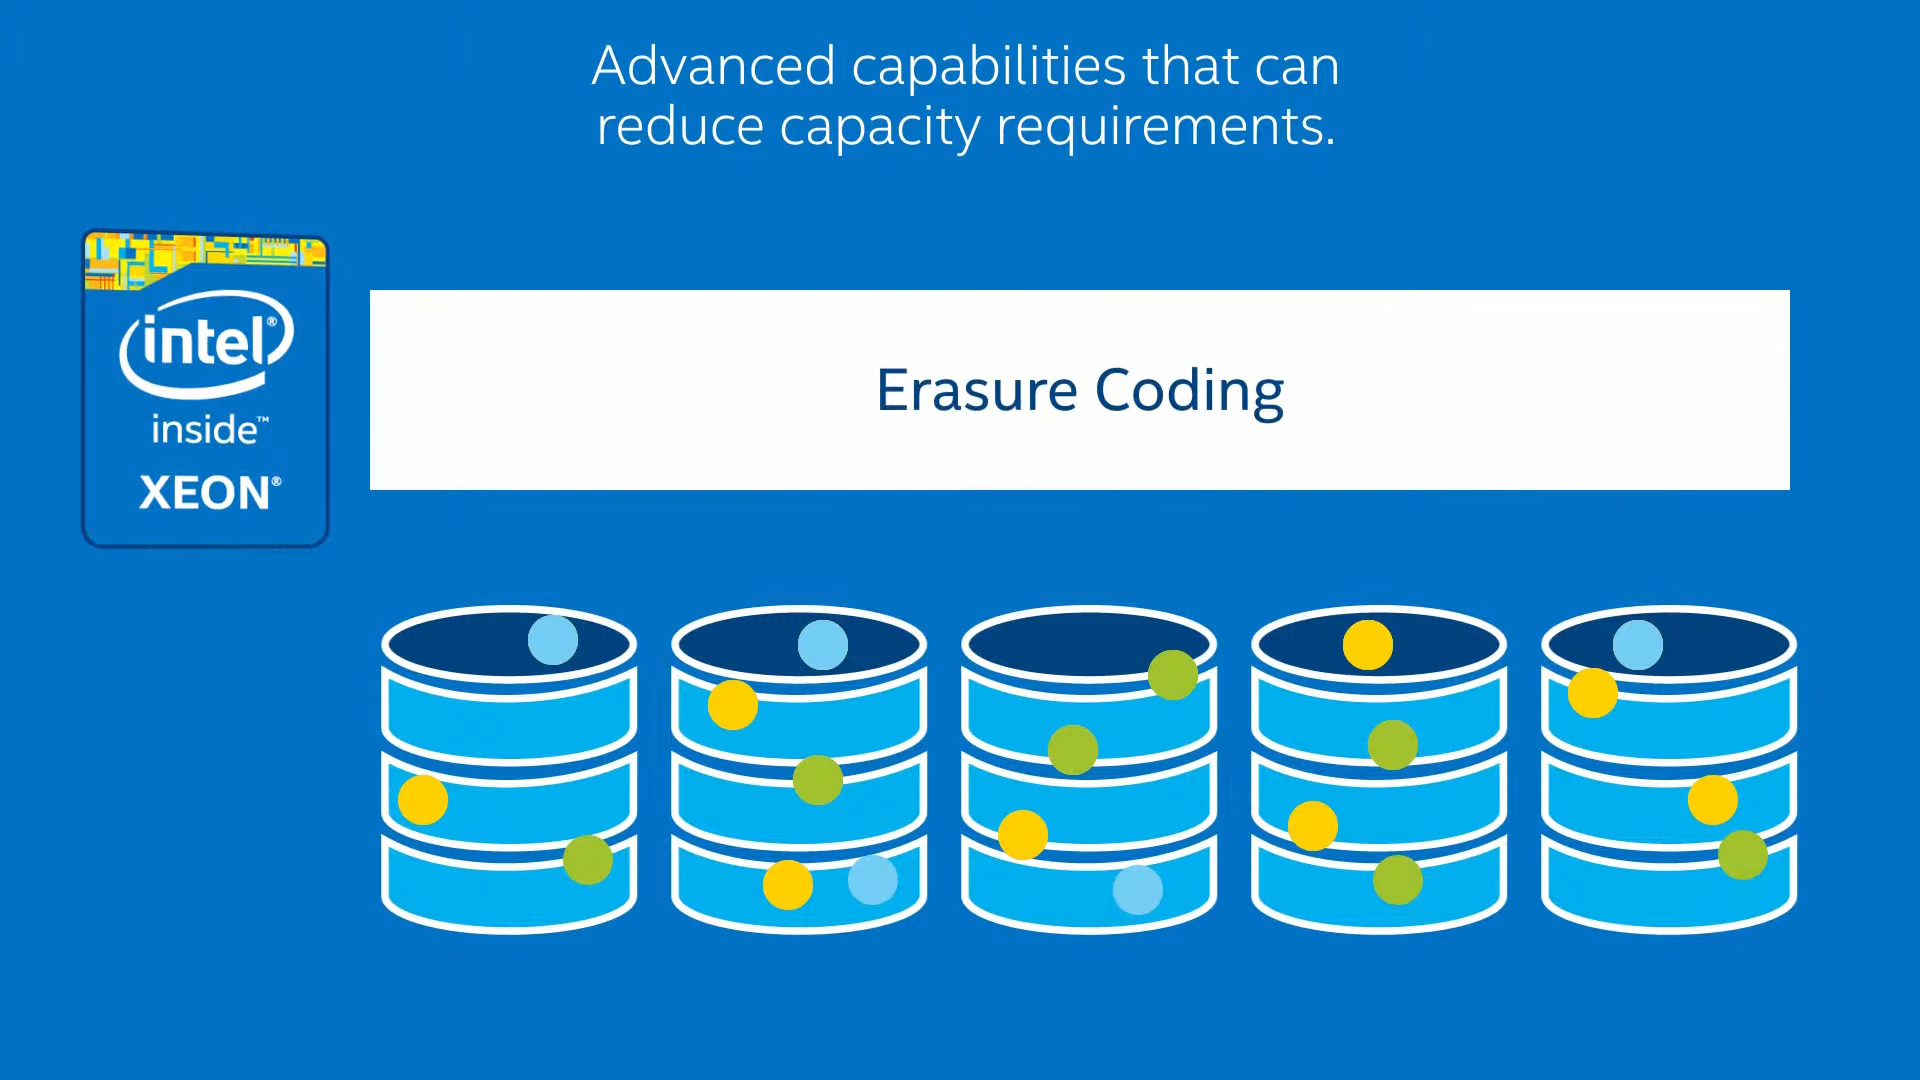 Advanced capabilities that can
reduce capacity requirements.
intel®
inside™
XEON®
Erasure Coding